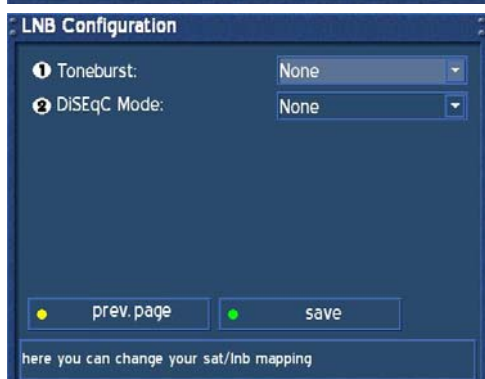 LNB Configuration
1 Toneburst: None
2 DiSEqC Mode: None
prev. page save
here you can change your sat/lnb mapping